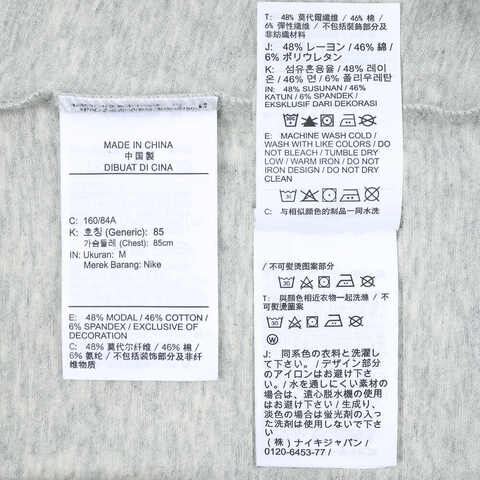 MADE IN CHINA
中国製
DIBUAT DI CINA
C: 160/84A
K: 호칭 (Generic): 85
가슴둘레 (Chest): 85cm
IN: Ukuran: M
Merek Barang: Nike
E: 48% MODAL / 46% COTTON /
6% SPANDEX / EXCLUSIVE OF
DECORATION
C: 48% 莫代尔纤维 / 46% 棉 /
6% 氨纶 / 不包括装饰部分及非纤
维物质
T: 48% 莫代爾纖維 / 46% 棉 /
6% 彈性纖維 / 不包括裝飾部分及
非紡織材料
J: 48% レーヨン / 46% 綿 /
6% ポリウレタン
K: 섬유혼용율 / 48% 레이
온 / 46% 면 / 6% 폴리우레탄
IN: 48% SUSUNAN / 46%
KATUN / 6% SPANDEK /
EKSKLUSIF DARI DEKORASI
E: MACHINE WASH COLD /
WASH WITH LIKE COLORS / DO
NOT BLEACH / TUMBLE DRY
LOW / WARM IRON / DO NOT
IRON DESIGN / DO NOT DRY
CLEAN
C: 与相似颜色的制品一同水洗
/ 不可熨烫图案部分
T: 與顏色相近衣物一起洗滌 / 不
可熨燙圖案
J: 同系色の衣料と洗濯し
て下さい。/ デザイン部分
のアイロンはお避け下さ
い。/ 水を通しにくい素材の
場合は、遠心脱水機の使用
はお避け下さい / 生成り、
淡色の場合は蛍光剤の入っ
た洗剤は使用しないで下さ
い
(株) ナイキジャパン /
0120-6453-77 /